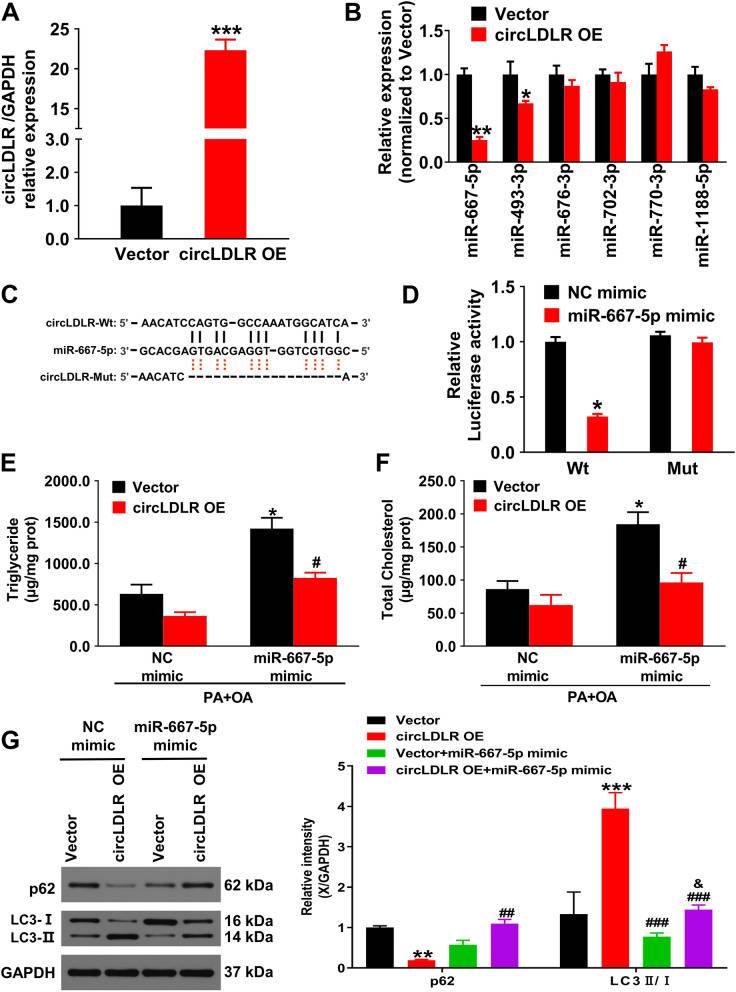 A
circLDLR /GAPDH
relative expression
25
20
15
10
3.0
2.0
1.0
0.0
***
Vector
circLDLR OE
B
Relative expression
(normalized to Vector)
1.5
1.0
0.5
0.0
Vector
circLDLR OE
**
*
miR-667-5p
miR-493-3p
miR-676-3p
miR-702-3p
miR-770-3p
miR-1188-5p
C
circLDLR-Wt: 5' - AACATCCAGTG-GCCAAATGGCATCA - 3'
miR-667-5p: 3' - GCACGAGTGACGAGGT-GGTCGTGGC - 5'
circLDLR-Mut: 5' - AACATC --------------------A - 3'
D
Relative
Luciferase activity
1.5
1.0
0.5
0.0
NC mimic
miR-667-5p mimic
*
Wt
Mut
E
Triglyceride
(μg/mg prot)
2000.0
1500.0
1000.0
500.0
0.0
Vector
circLDLR OE
*
#
NC
mimic
miR-667-5p
mimic
PA+OA
F
Total Cholesterol
(μg/mg prot)
250.0
200.0
150.0
100.0
50.0
0.0
Vector
circLDLR OE
*
#
NC
mimic
miR-667-5p
mimic
PA+OA
G
NC
mimic
miR-667-5p
mimic
Vector
circLDLR OE
Vector
circLDLR OE
p62
62 kDa
LC3-Ⅰ
16 kDa
LC3-Ⅱ
14 kDa
GAPDH
37 kDa
Vector
circLDLR OE
Vector+miR-667-5p mimic
circLDLR OE+miR-667-5p mimic
Relative intensity
(X/GAPDH)
5
4
3
2
1
0
**
##
***
###
&
###
p62
LC3 Ⅱ/Ⅰ